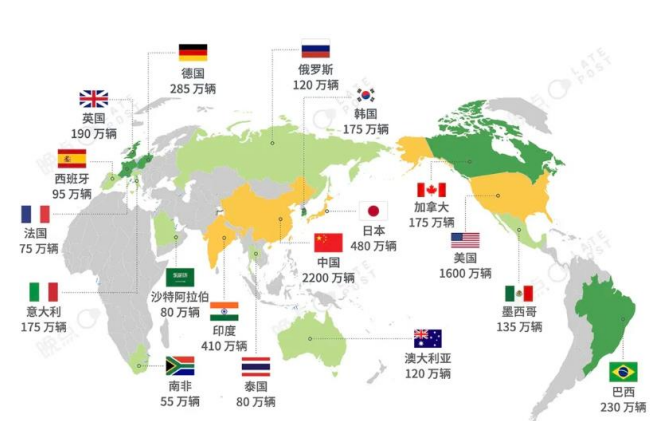 德国
285 万辆
俄罗斯
120 万辆
英国
190 万辆
韩国
175 万辆
西班牙
95 万辆
法国
75 万辆
加拿大
175 万辆
日本
480 万辆
中国
2200 万辆
美国
1600 万辆
意大利
175 万辆
沙特阿拉伯
80 万辆
印度
410 万辆
墨西哥
135 万辆
南非
55 万辆
泰国
80 万辆
澳大利亚
120 万辆
巴西
230 万辆
LATE
POST